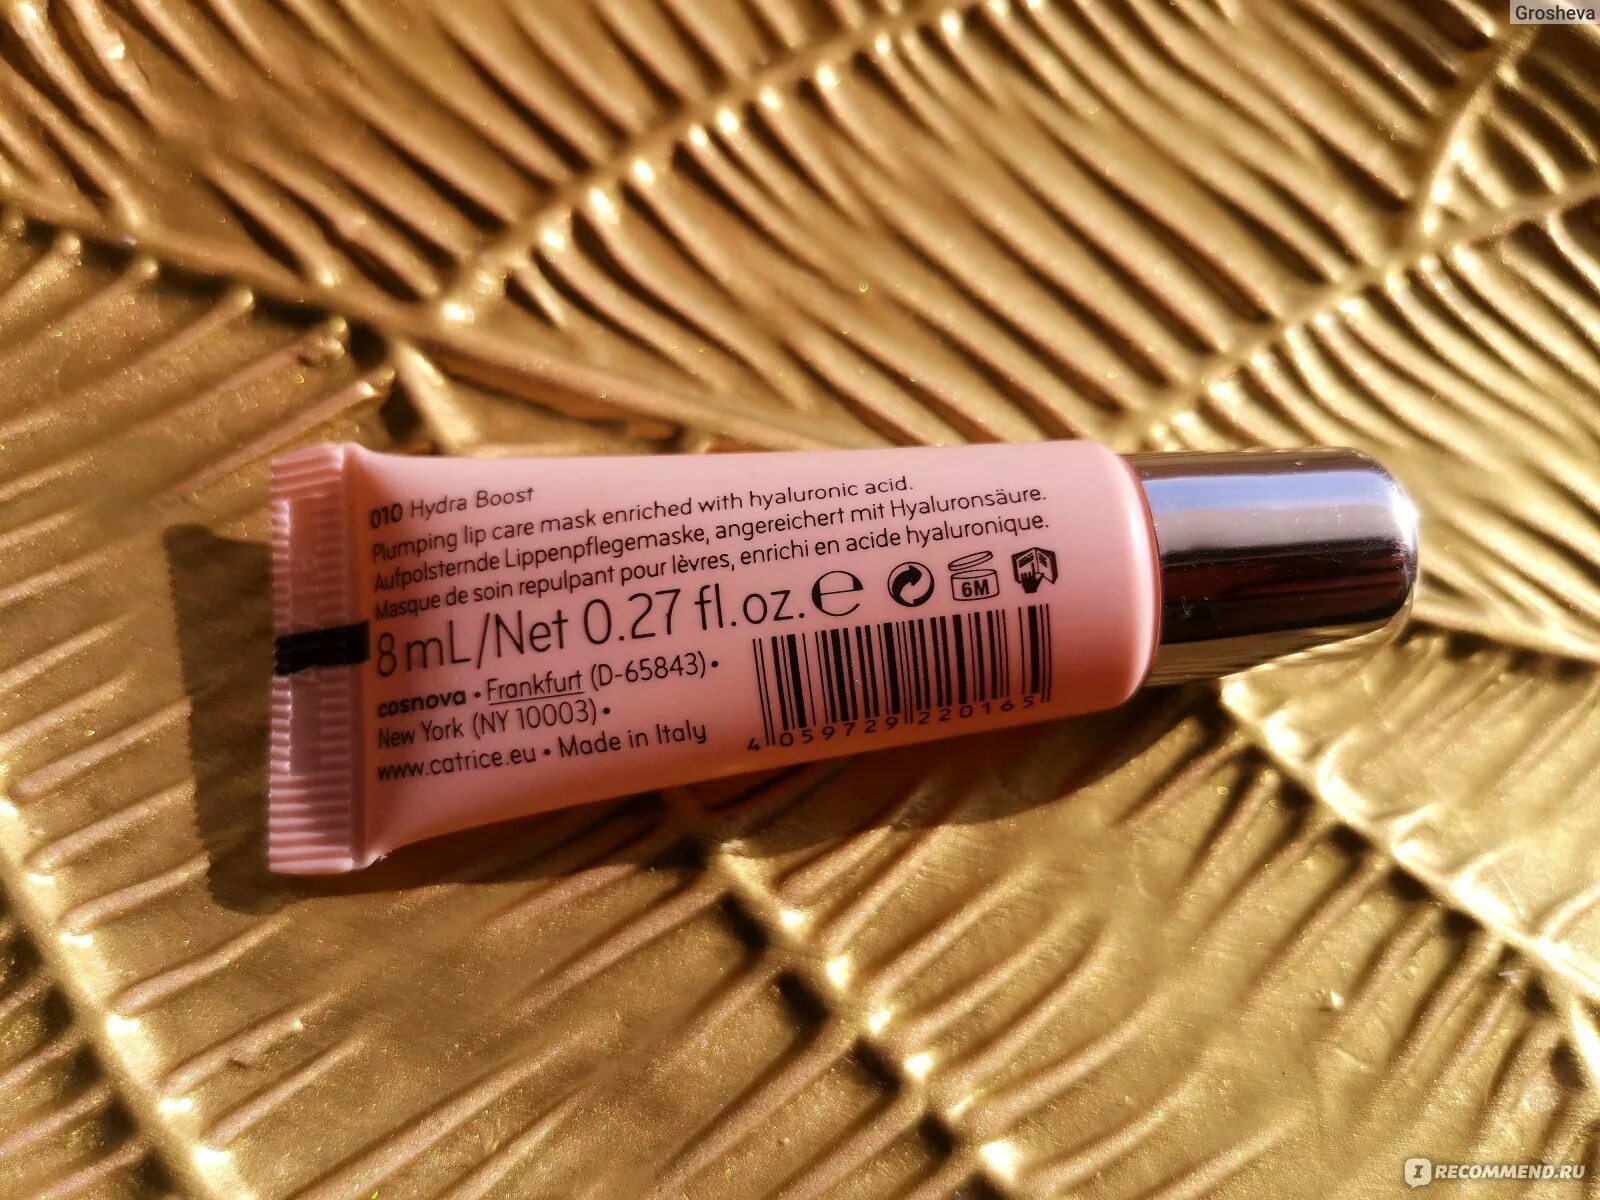 Grosheva
010 Hydra Boost
Plumping lip care mask enriched with hyaluronic acid.
Aufpolsternde Lippenpflegemaske, angereichert mit Hyaluronsäure.
Masque de soin repulpant pour lèvres, enrichi en acide hyaluronique.
8 mL/Net 0.27 fl.oz. e
6M
cosnova • Frankfurt (D-65843) •
New York (NY 10003) •
www.catrice.eu • Made in Italy
4 059729 220165
IRECOMMEND.RU